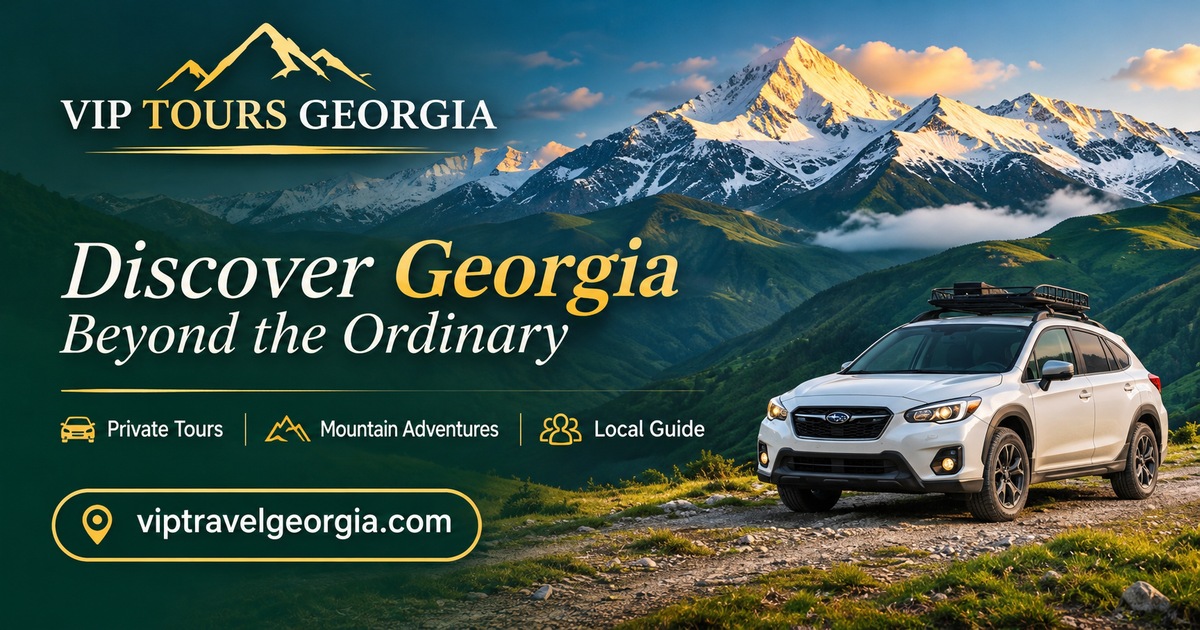 VIP TOURS GEORGIA
Discover Georgia
Beyond the Ordinary
Private Tours
Mountain Adventures
Local Guide
viptravelgeorgia.com